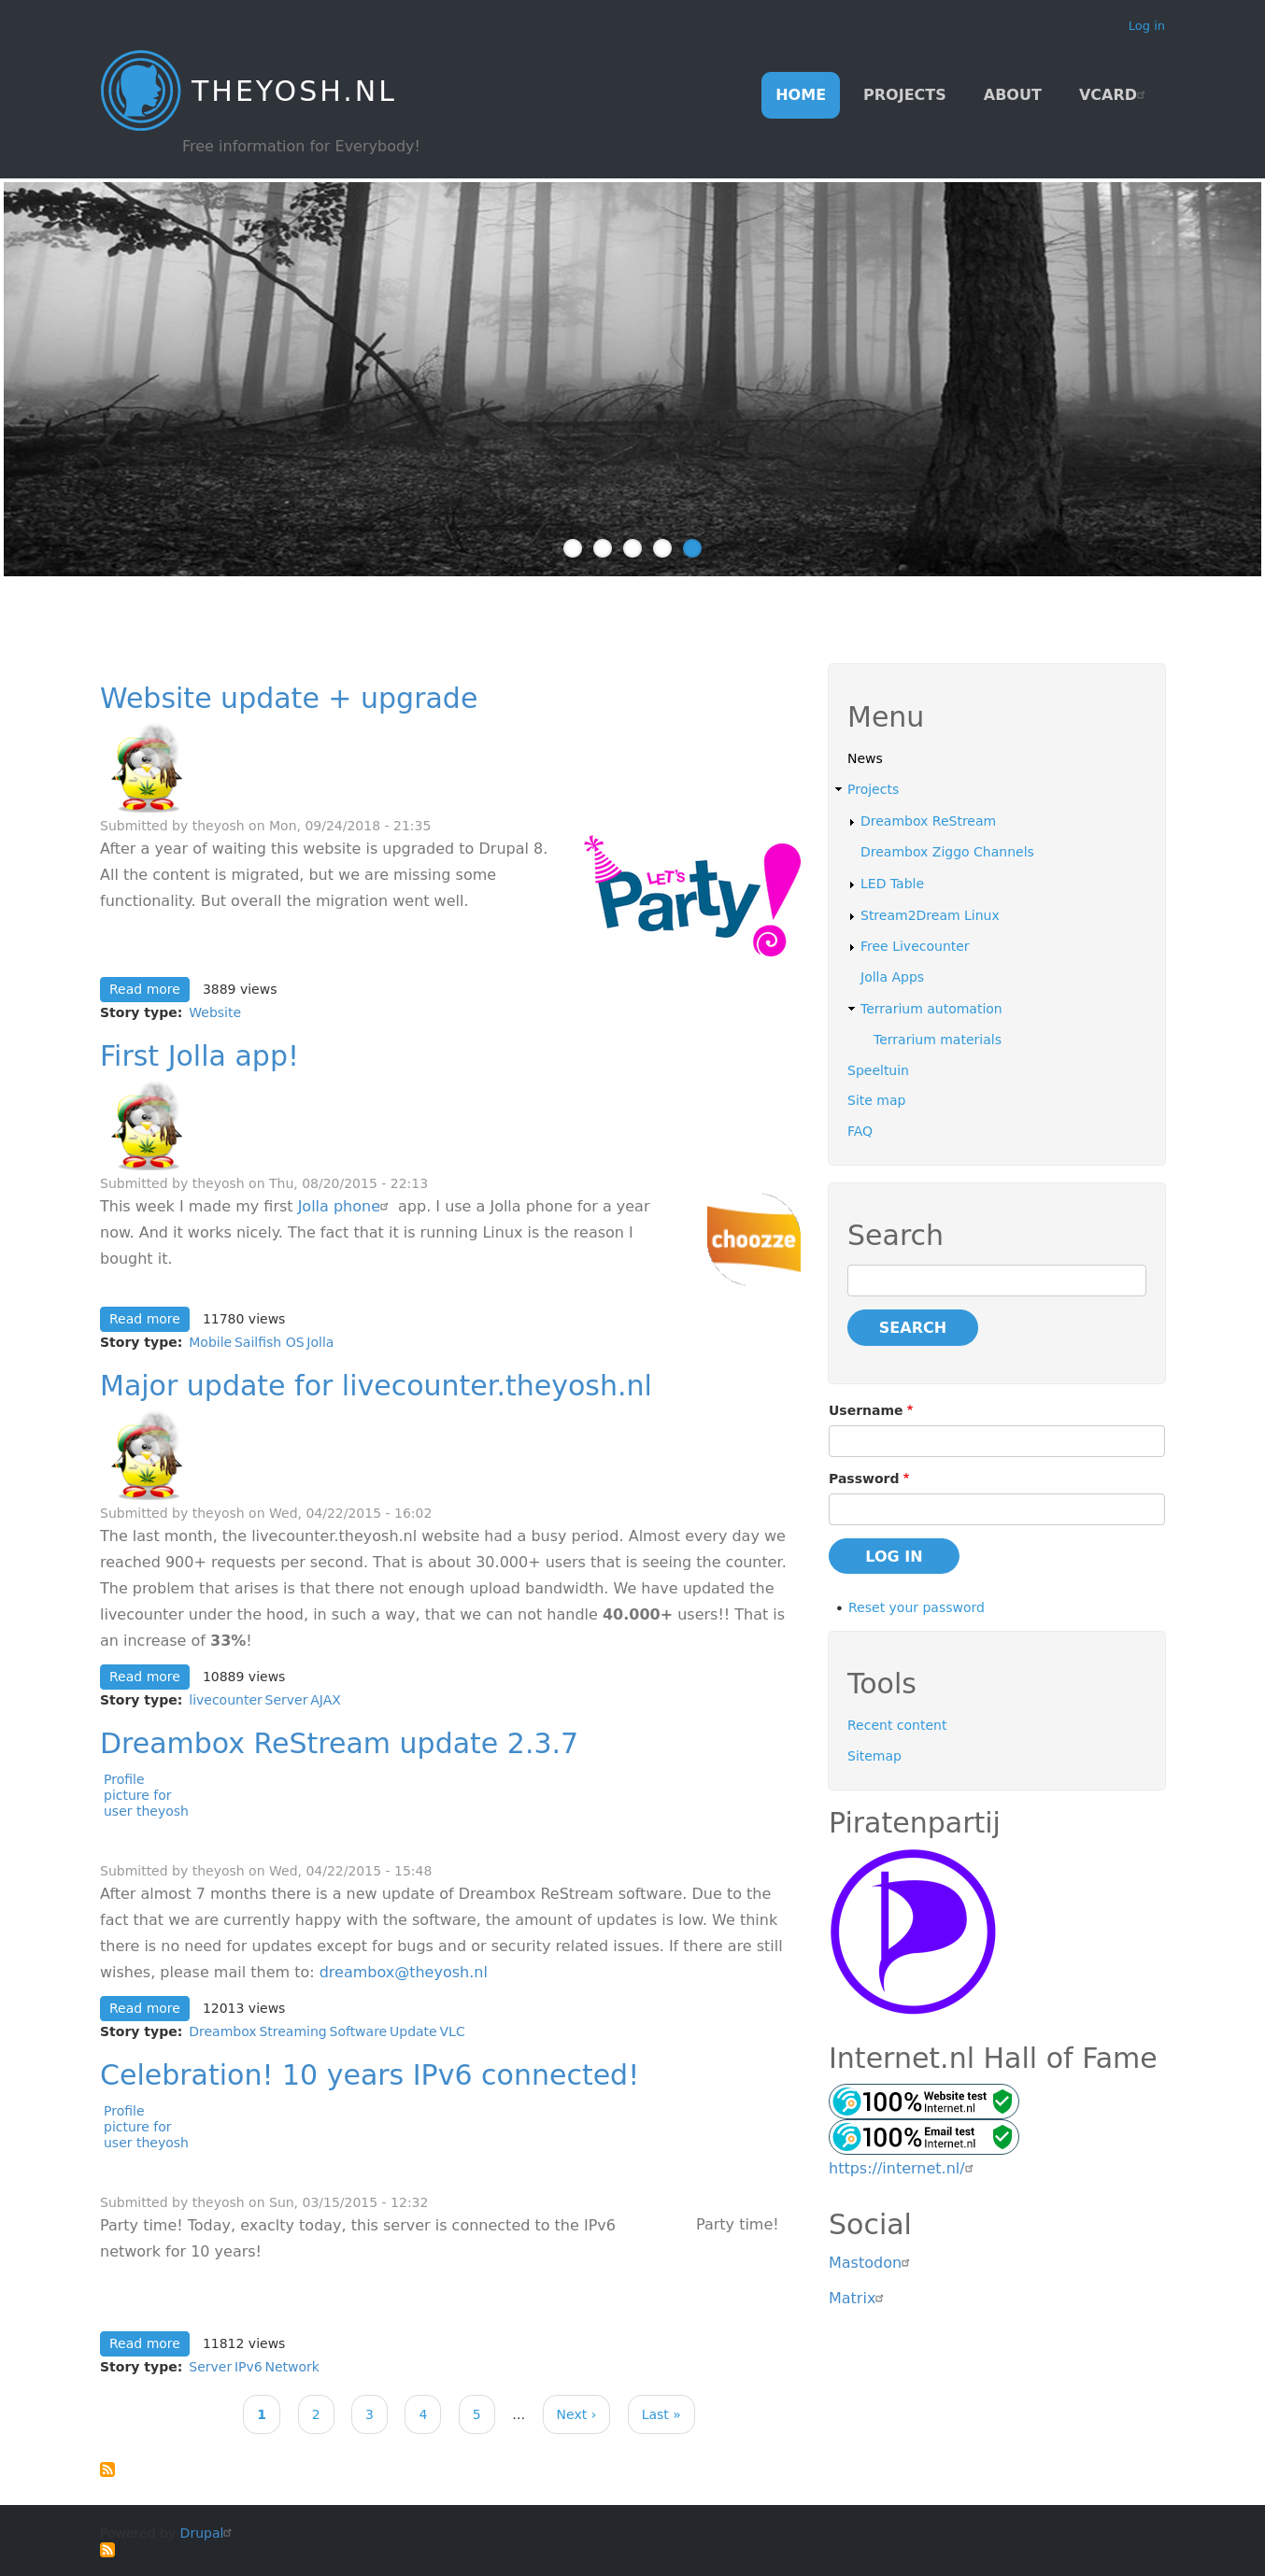 Log in
THEYOSH.NL
Free information for Everybody!
HOME PROJECTS ABOUT VCARD
Website update + upgrade
Submitted by theyosh on Mon, 09/24/2018 - 21:35
After a year of waiting this website is upgraded to Drupal 8.
All the content is migrated, but we are missing some
functionality. But overall the migration went well.
LET'S
Party!
Read more 3889 views
Story type: Website
First Jolla app!
Submitted by theyosh on Thu, 08/20/2015 - 22:13
This week I made my first Jolla phone app. I use a Jolla phone for a year
now. And it works nicely. The fact that it is running Linux is the reason I
bought it.
choozze
Read more 11780 views
Story type: Mobile Sailfish OS Jolla
Major update for livecounter.theyosh.nl
Submitted by theyosh on Wed, 04/22/2015 - 16:02
The last month, the livecounter.theyosh.nl website had a busy period. Almost every day we
reached 900+ requests per second. That is about 30.000+ users that is seeing the counter.
The problem that arises is that there not enough upload bandwidth. We have updated the
livecounter under the hood, in such a way, that we can not handle 40.000+ users!! That is
an increase of 33%!
Read more 10889 views
Story type: livecounter Server AJAX
Dreambox ReStream update 2.3.7
Profile
picture for
user theyosh
Submitted by theyosh on Wed, 04/22/2015 - 15:48
After almost 7 months there is a new update of Dreambox ReStream software. Due to the
fact that we are currently happy with the software, the amount of updates is low. We think
there is no need for updates except for bugs and or security related issues. If there are still
wishes, please mail them to: dreambox@theyosh.nl
Read more 12013 views
Story type: Dreambox Streaming Software Update VLC
Celebration! 10 years IPv6 connected!
Profile
picture for
user theyosh
Submitted by theyosh on Sun, 03/15/2015 - 12:32
Party time! Today, exaclty today, this server is connected to the IPv6
network for 10 years!
Party time!
Read more 11812 views
Story type: Server IPv6 Network
1 2 3 4 5 … Next › Last »
Menu
News
Projects
Dreambox ReStream
Dreambox Ziggo Channels
LED Table
Stream2Dream Linux
Free Livecounter
Jolla Apps
Terrarium automation
Terrarium materials
Speeltuin
Site map
FAQ
Search
SEARCH
Username *
Password *
LOG IN
Reset your password
Tools
Recent content
Sitemap
Piratenpartij
Internet.nl Hall of Fame
100% Website test
Internet.nl
100% Email test
Internet.nl
https://internet.nl/
Social
Mastodon
Matrix
Powered by Drupal